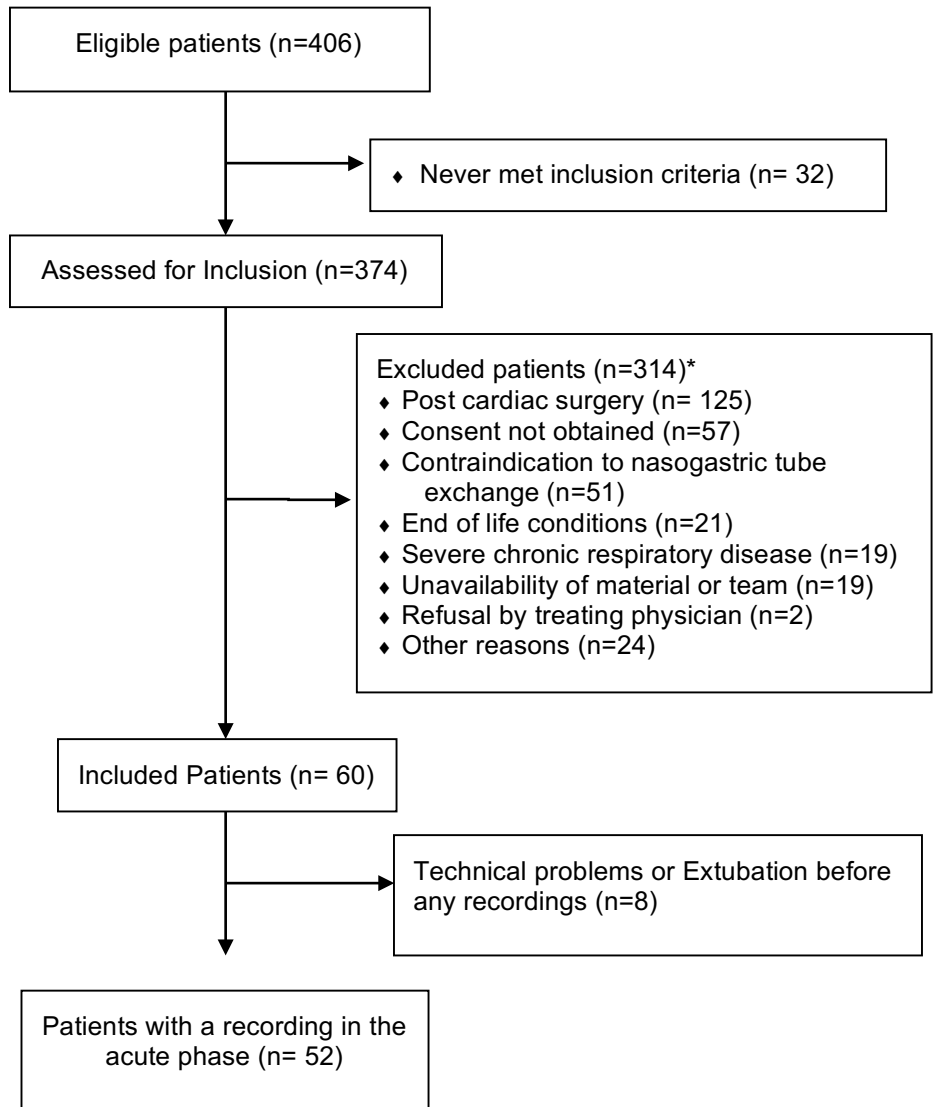 Eligible patients (n=406)
♦ Never met inclusion criteria (n= 32)
Assessed for Inclusion (n=374)
Excluded patients (n=314)*
♦ Post cardiac surgery (n= 125)
♦ Consent not obtained (n=57)
♦ Contraindication to nasogastric tube
exchange (n=51)
♦ End of life conditions (n=21)
♦ Severe chronic respiratory disease (n=19)
♦ Unavailability of material or team (n=19)
♦ Refusal by treating physician (n=2)
♦ Other reasons (n=24)
Included Patients (n= 60)
Technical problems or Extubation before
any recordings (n=8)
Patients with a recording in the
acute phase (n= 52)